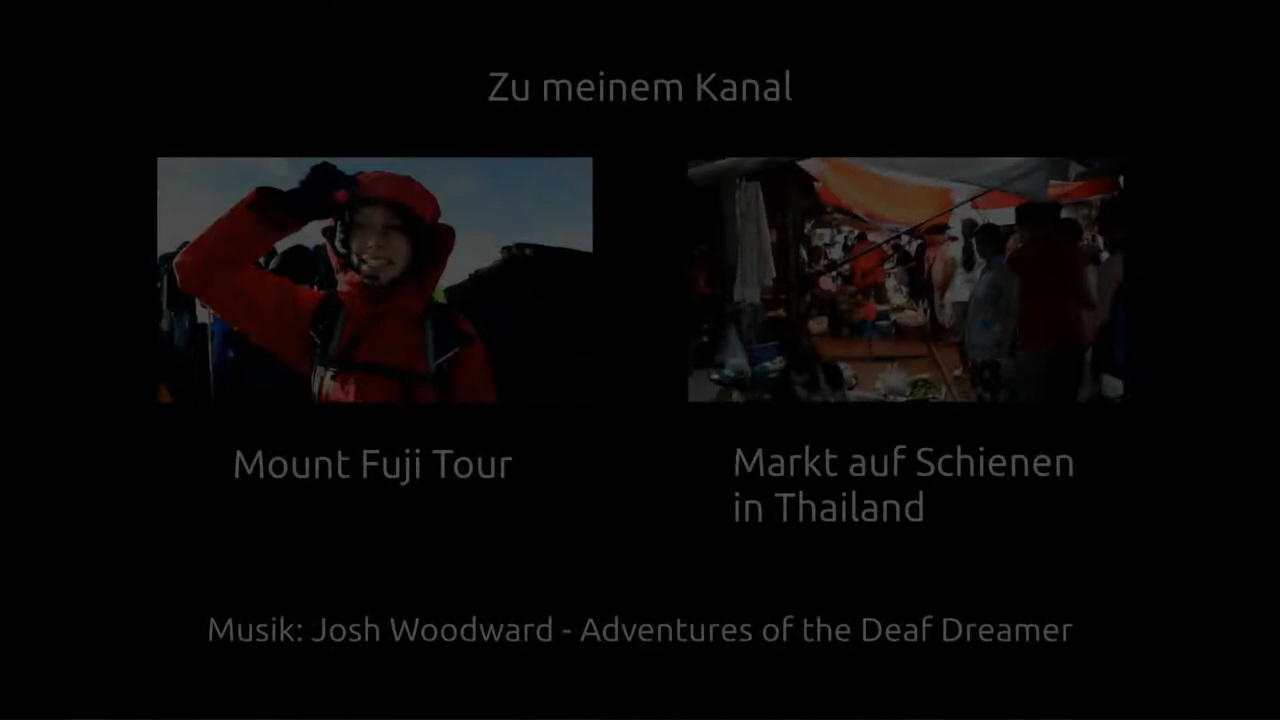 Zu meinem Kanal
Mount Fuji Tour
Markt auf Schienen
in Thailand
Musik: Josh Woodward - Adventures of the Deaf Dreamer